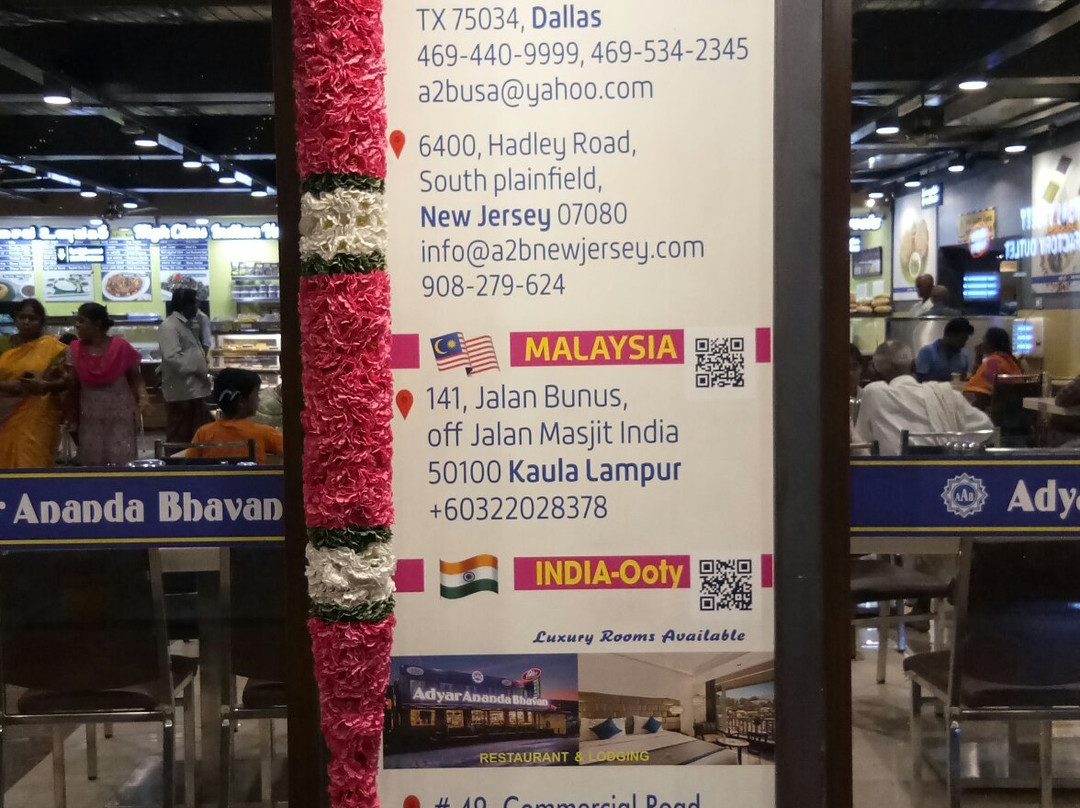 TX 75034, Dallas
469-440-9999, 469-534-2345
a2busa@yahoo.com
6400, Hadley Road,
South plainfield,
New Jersey 07080
info@a2bnewjersey.com
908-279-624
MALAYSIA
141, Jalan Bunus,
off Jalan Masjit India
50100 Kaula Lampur
+60322028378
INDIA-Ooty
Luxury Rooms Available
Adyar Ananda Bhavan
RESTAURANT & LODGING
# 49, Commercial Road
High Class Indian
r Ananda Bhavan
AAB
Adya
FACTORY OUTLET